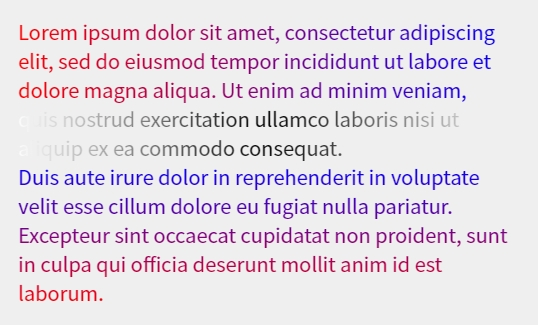 Lorem ipsum dolor sit amet, consectetur adipiscing
elit, sed do eiusmod tempor incididunt ut labore et
dolore magna aliqua. Ut enim ad minim veniam,
quis nostrud exercitation ullamco laboris nisi ut
aliquip ex ea commodo consequat.
Duis aute irure dolor in reprehenderit in voluptate
velit esse cillum dolore eu fugiat nulla pariatur.
Excepteur sint occaecat cupidatat non proident, sunt
in culpa qui officia deserunt mollit anim id est
laborum.